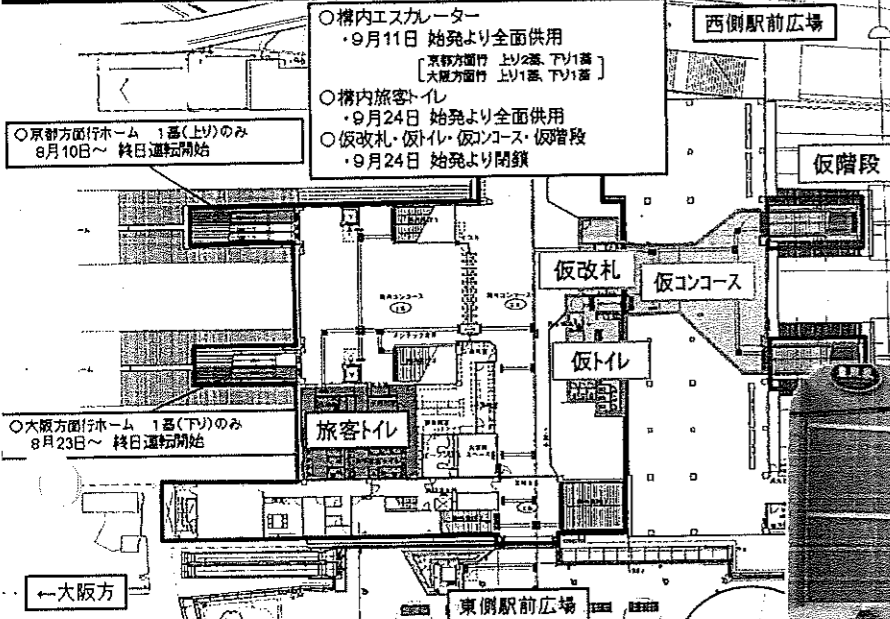 ○構内エスカレーター
・9月11日 始発より全面供用
京都方面行 上り2基、下り1基
大阪方面行 上り1基、下り1基
○構内旅客トイレ
・9月24日 始発より全面供用
○仮改札・仮トイレ・仮コンコース・仮階段
・9月24日 始発より閉鎖
西側駅前広場
○京都方面行ホーム 1基(上り)のみ
8月10日~ 終日運転開始
仮階段
仮改札
仮コンコース
仮トイレ
○大阪方面行ホーム 1基(下り)のみ
8月23日~ 終日運転開始
旅客トイレ
←大阪方
東側駅前広場